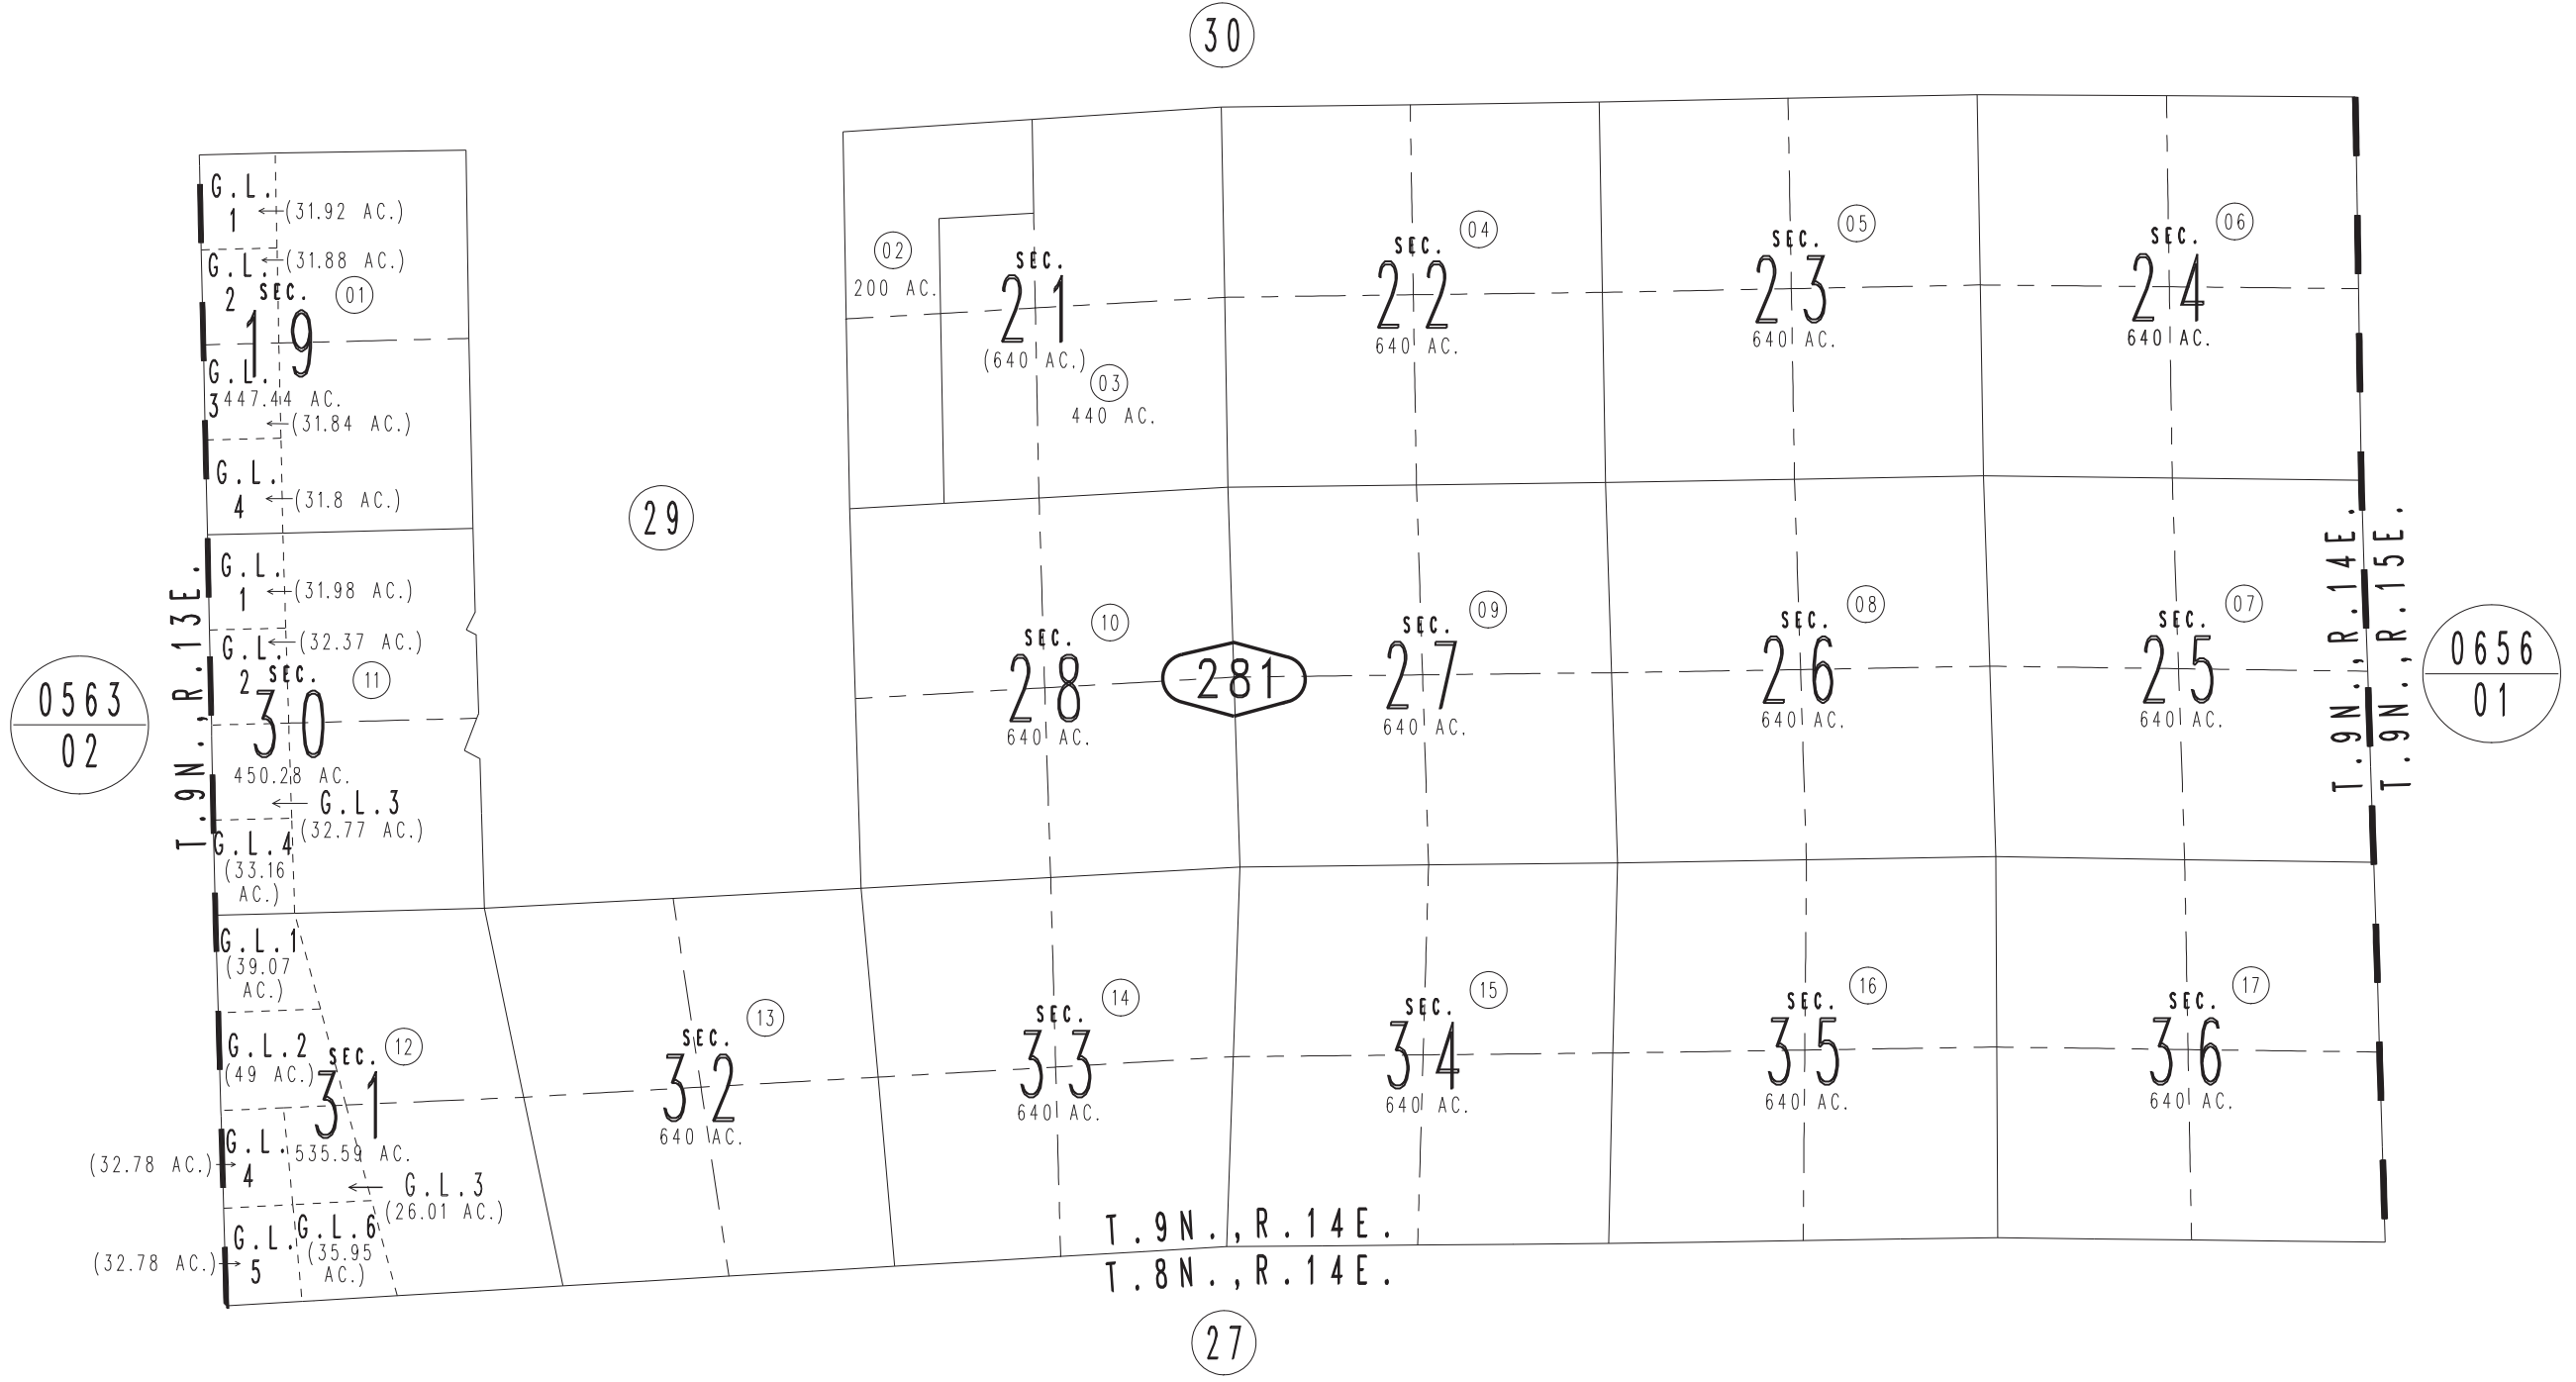 30
G.L.
1
(31.92 AC.)
G.L.
2
(31.88 AC.)
SEC.
19
01
447.44 AC.
G.L.
3
(31.84 AC.)
G.L.
4
(31.8 AC.)
02
200 AC.
SEC.
21
(640 AC.)
03
440 AC.
SEC.
22
04
640 AC.
SEC.
23
05
640 AC.
SEC.
24
06
640 AC.
29
T.9N.,R.13E.
0563
02
G.L.
1
(31.98 AC.)
G.L.
2
(32.37 AC.)
SEC.
30
11
450.28 AC.
G.L.3
(32.77 AC.)
G.L.4
(33.16
AC.)
SEC.
28
10
640 AC.
281
SEC.
27
09
640 AC.
SEC.
26
08
640 AC.
SEC.
25
07
640 AC.
T.9N.,R.14E.
T.9N.,R.15E.
0656
01
G.L.1
(39.07
AC.)
G.L.2
(49 AC.)
SEC.
31
12
535.59 AC.
G.L.
4
(32.78 AC.)
G.L.3
(26.01 AC.)
G.L.
5
(32.78 AC.)
G.L.6
(35.95
AC.)
SEC.
32
13
640 AC.
SEC.
33
14
640 AC.
SEC.
34
15
640 AC.
SEC.
35
16
640 AC.
SEC.
36
17
640 AC.
T.9N.,R.14E.
T.8N.,R.14E.
27